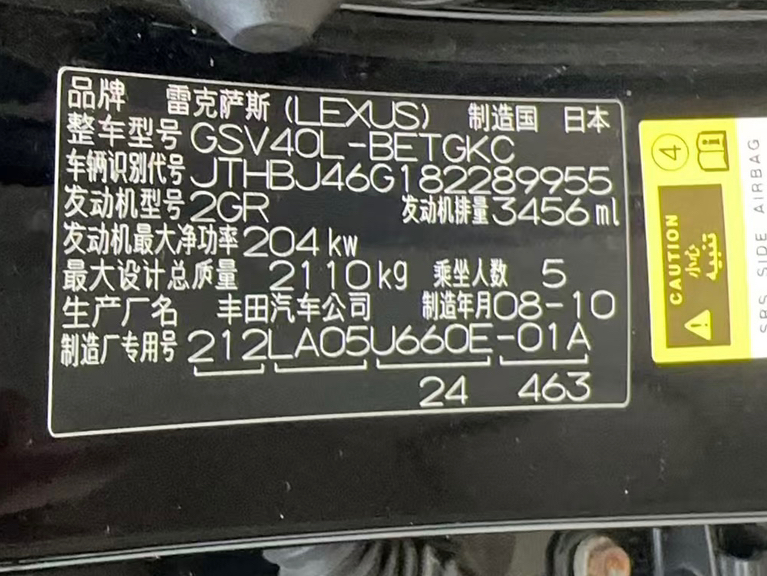 品牌 雷克萨斯 (LEXUS) 制造国 日本
整车型号 GSV40L-BETGKC
车辆识别代号 JTHBJ46G182289955
发动机型号 2GR 发动机排量 3456 ml
发动机最大净功率 204 kw
最大设计总质量 2110 kg 乘坐人数 5
生产厂名 丰田汽车公司 制造年月 08-10
制造厂专用号 212LA05U660E-01A
24 463
4
CAUTION
小心
تنبيه
SRS SIDE AIRBAG